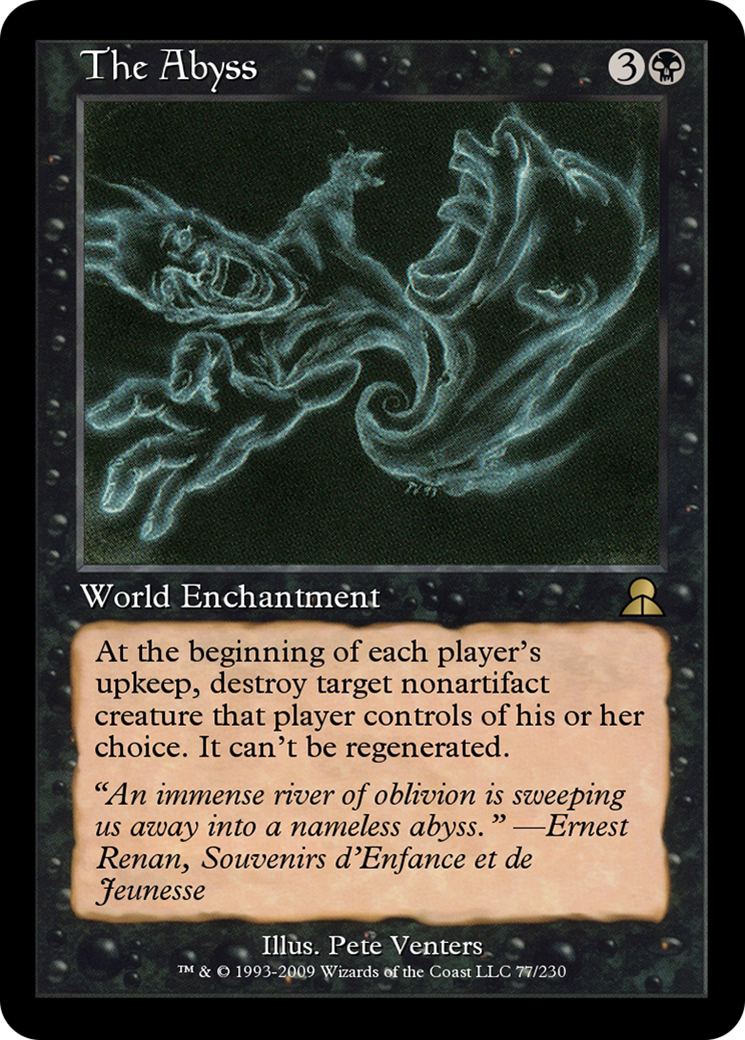 The Abyss
3
World Enchantment
At the beginning of each player's
upkeep, destroy target nonartifact
creature that player controls of his or her
choice. It can't be regenerated.
“An immense river of oblivion is sweeping
us away into a nameless abyss.” —Ernest
Renan, Souvenirs d'Enfance et de
Jeunesse
Illus. Pete Venters
™ & © 1993-2009 Wizards of the Coast LLC 77/230